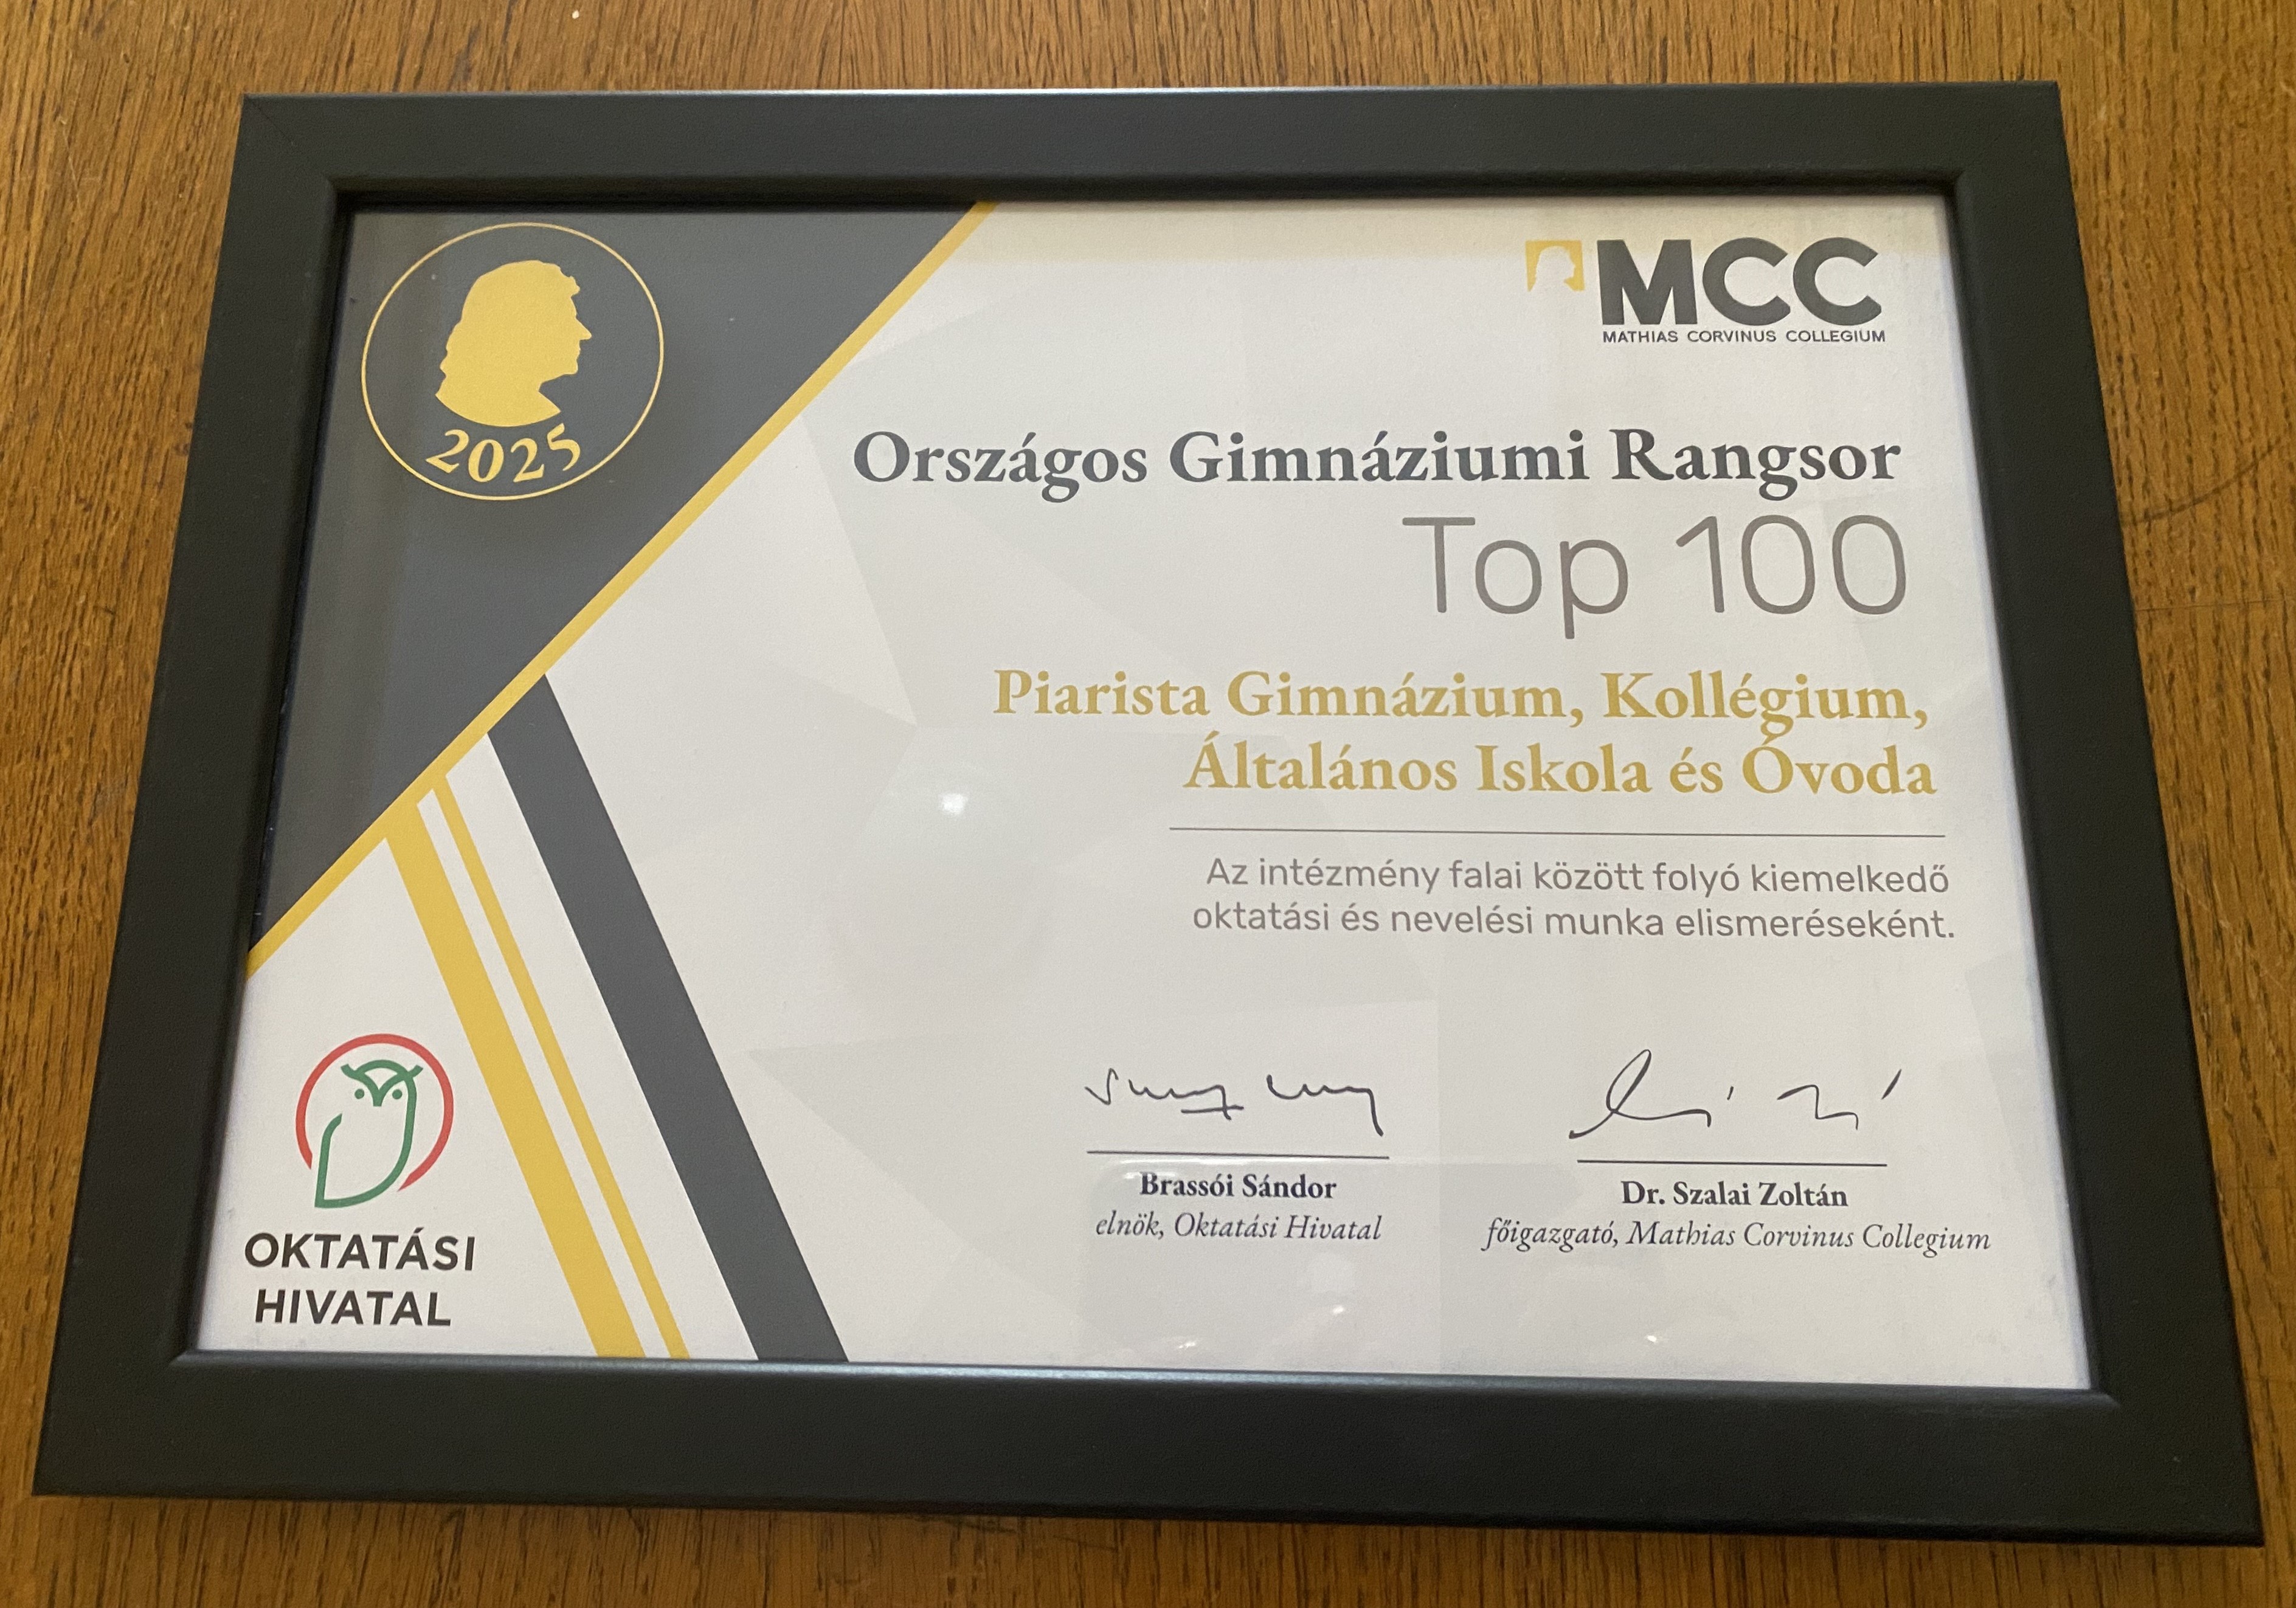 2025
MCC
MATHIAS CORVINUS COLLEGIUM
Országos Gimnáziumi Rangsor
Top 100
Piarista Gimnázium, Kollégium,
Általános Iskola és Óvoda
Az intézmény falai között folyó kiemelkedő
oktatási és nevelési munka elismeréseként.
Brassói Sándor
elnök, Oktatási Hivatal
Dr. Szalai Zoltán
főigazgató, Mathias Corvinus Collegium
OKTATÁSI
HIVATAL